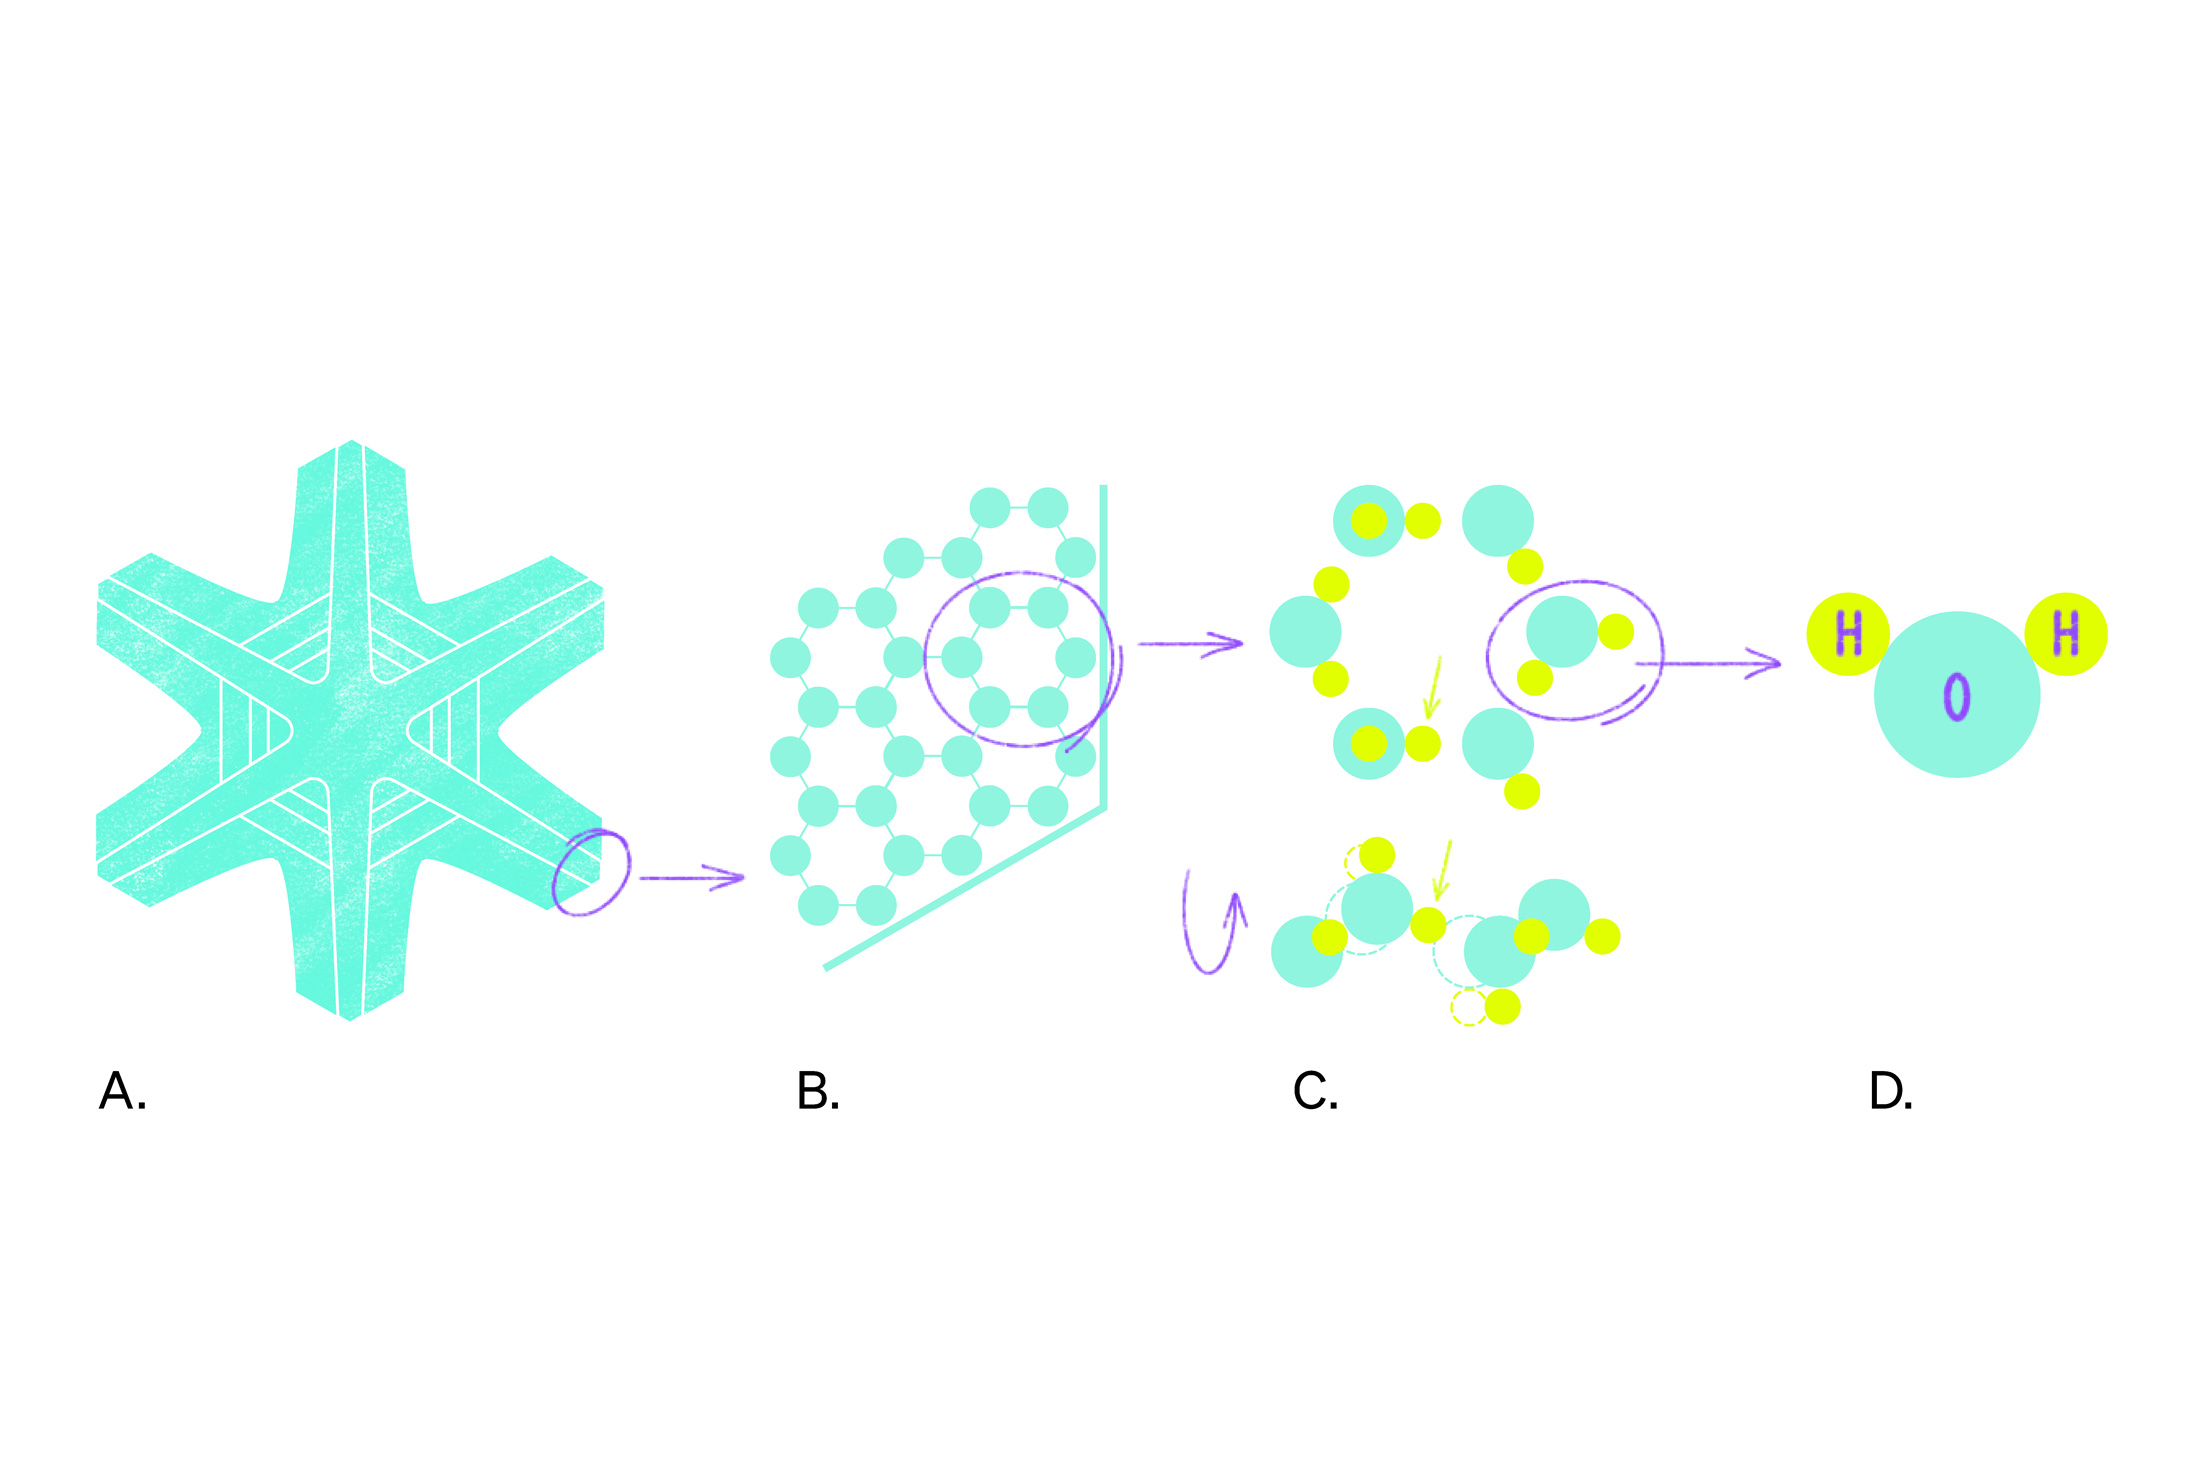 H H
O
A. B. C. D.